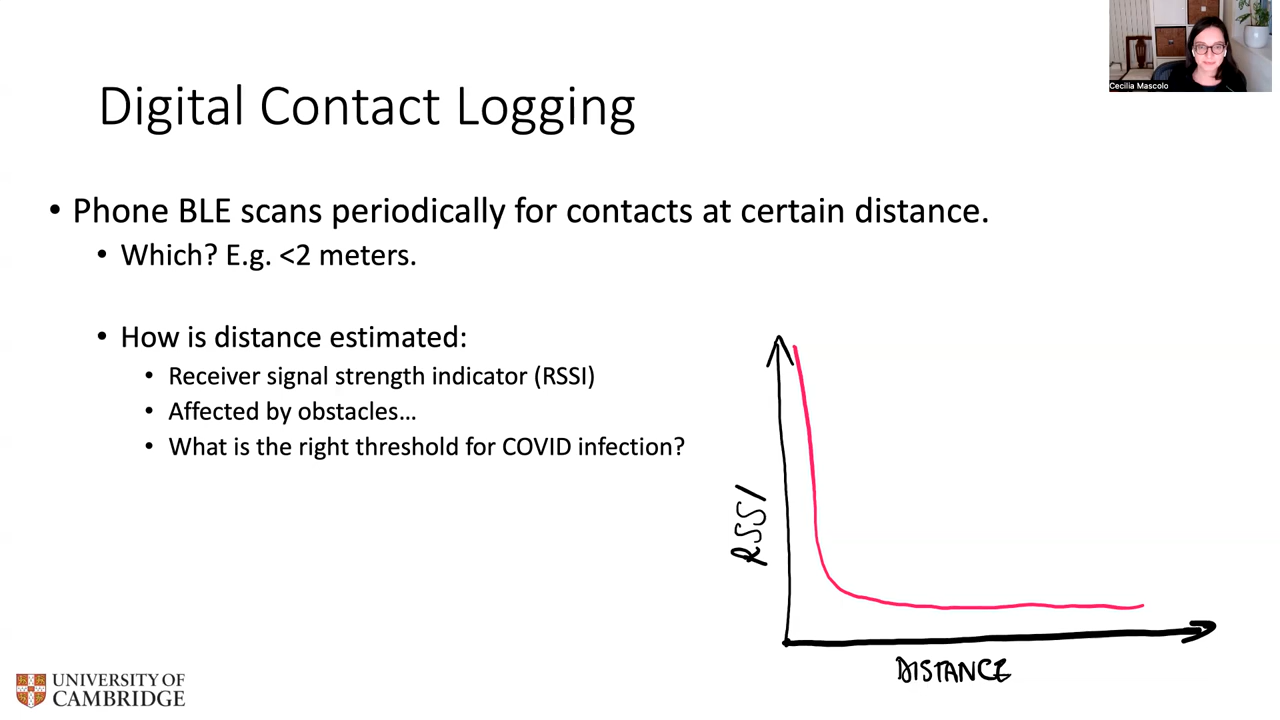 Cecilia Mascolo
Digital Contact Logging
• Phone BLE scans periodically for contacts at certain distance.
• Which? E.g. <2 meters.
• How is distance estimated:
• Receiver signal strength indicator (RSSI)
• Affected by obstacles…
• What is the right threshold for COVID infection?
RSSI
DISTANCE
UNIVERSITY OF
CAMBRIDGE